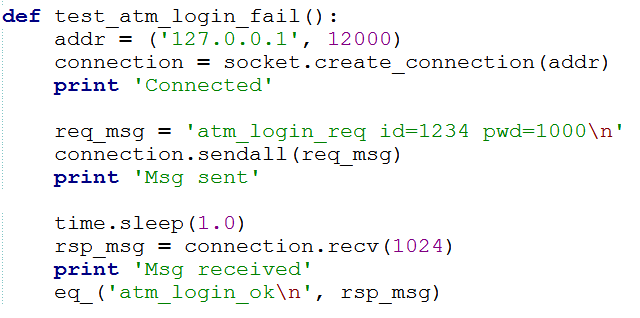 def test_atm_login_fail():
    addr = ('127.0.0.1', 12000)
    connection = socket.create_connection(addr)
    print 'Connected'

    req_msg = 'atm_login_req id=1234 pwd=1000\n'
    connection.sendall(req_msg)
    print 'Msg sent'

    time.sleep(1.0)
    rsp_msg = connection.recv(1024)
    print 'Msg received'
    eq_('atm_login_ok\n', rsp_msg)